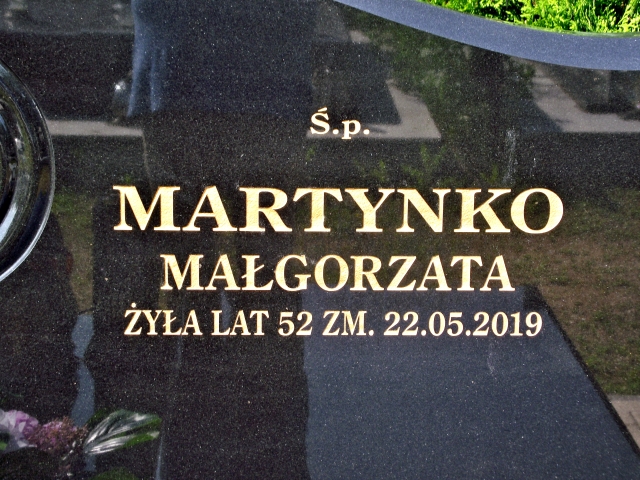 Ś.p.
MARTYNKO
MAŁGORZATA
ŻYŁA LAT 52 ZM. 22.05.2019